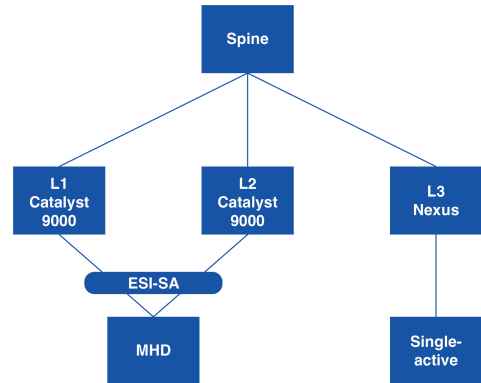 Spine
L1
Catalyst
9000
L2
Catalyst
9000
L3
Nexus
ESI-SA
MHD
Single-
active